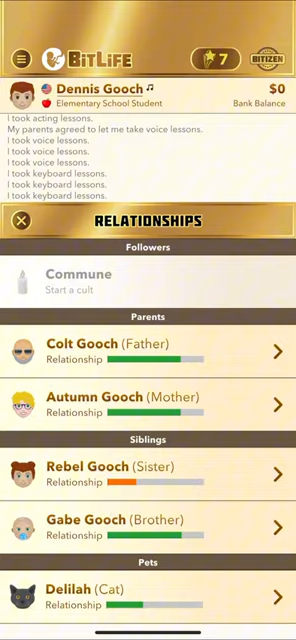 BITLIFE
7
BITIZEN
Dennis Gooch
$0
Elementary School Student
Bank Balance
I took acting lessons.
My parents agreed to let me take voice lessons.
I took voice lessons.
I took voice lessons.
I took voice lessons.
I took keyboard lessons.
I took keyboard lessons.
I took keyboard lessons.
RELATIONSHIPS
Followers
Commune
Start a cult
Parents
Colt Gooch (Father)
Relationship
Autumn Gooch (Mother)
Relationship
Siblings
Rebel Gooch (Sister)
Relationship
Gabe Gooch (Brother)
Relationship
Pets
Delilah (Cat)
Relationship